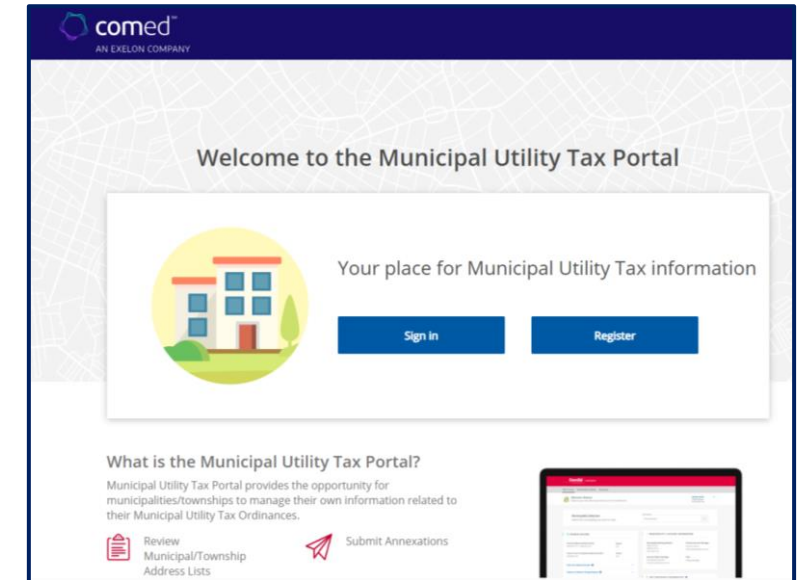 comed℠
AN EXELON COMPANY
Welcome to the Municipal Utility Tax Portal
Your place for Municipal Utility Tax information
Sign in
Register
What is the Municipal Utility Tax Portal?
Municipal Utility Tax Portal provides the opportunity for
municipalities/townships to manage their own information related to
their Municipal Utility Tax Ordinances.
Review
Municipal/Township
Address Lists
Submit Annexations